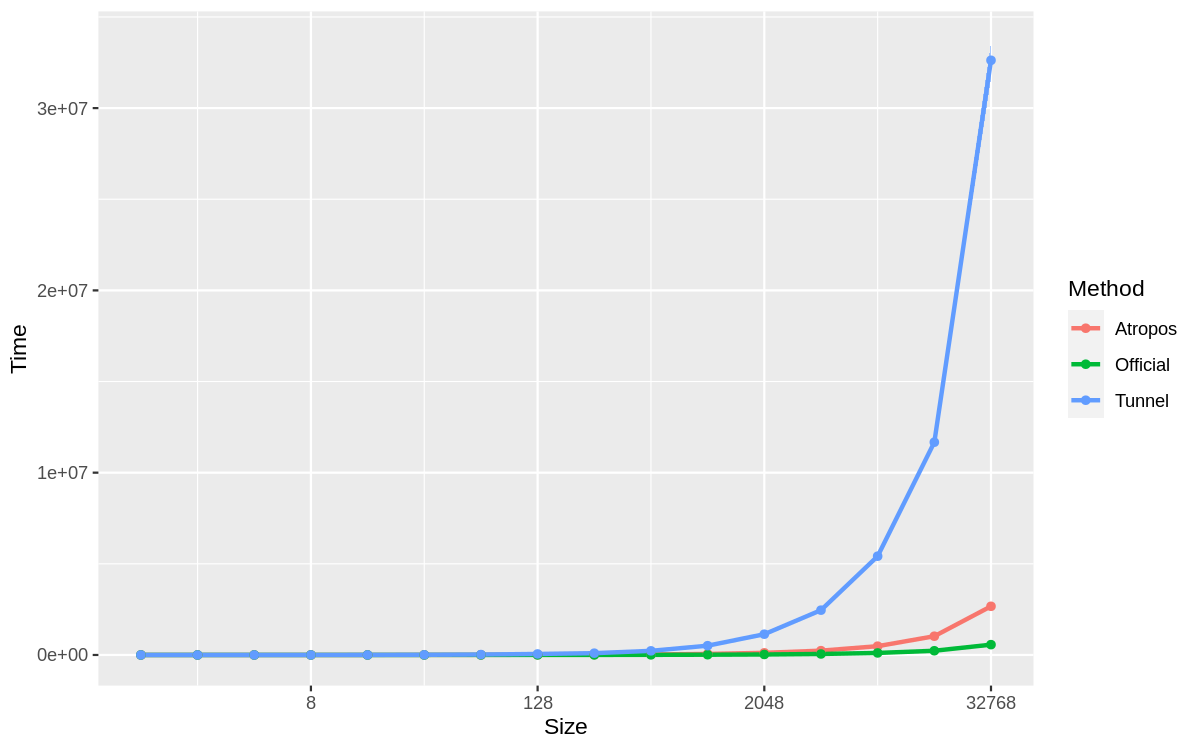 3e+07
2e+07
1e+07
0e+00
Time
8 128 2048 32768
Size
Method
Atropos
Official
Tunnel